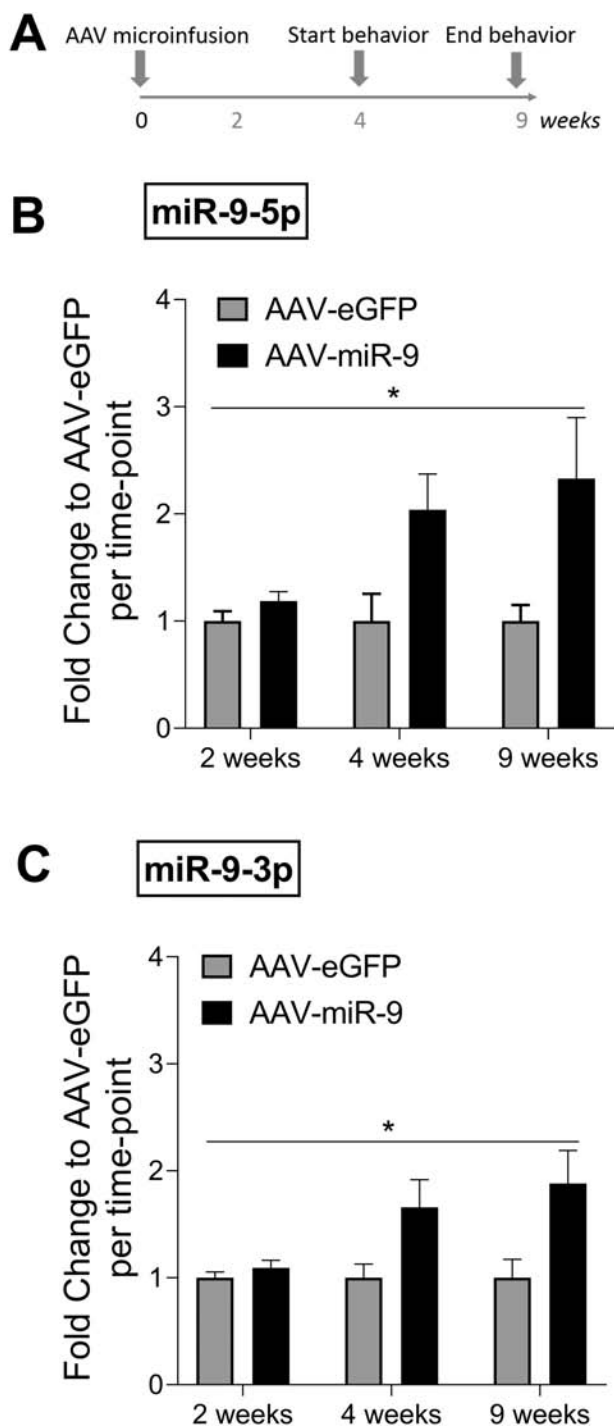 A
AAV microinfusion Start behavior End behavior
0 2 4 9 weeks
B
miR-9-5p
Fold Change to AAV-eGFP
per time-point
4
3
2
1
0
AAV-eGFP
AAV-miR-9
*
2 weeks 4 weeks 9 weeks
C
miR-9-3p
Fold Change to AAV-eGFP
per time-point
4
3
2
1
0
AAV-eGFP
AAV-miR-9
*
2 weeks 4 weeks 9 weeks